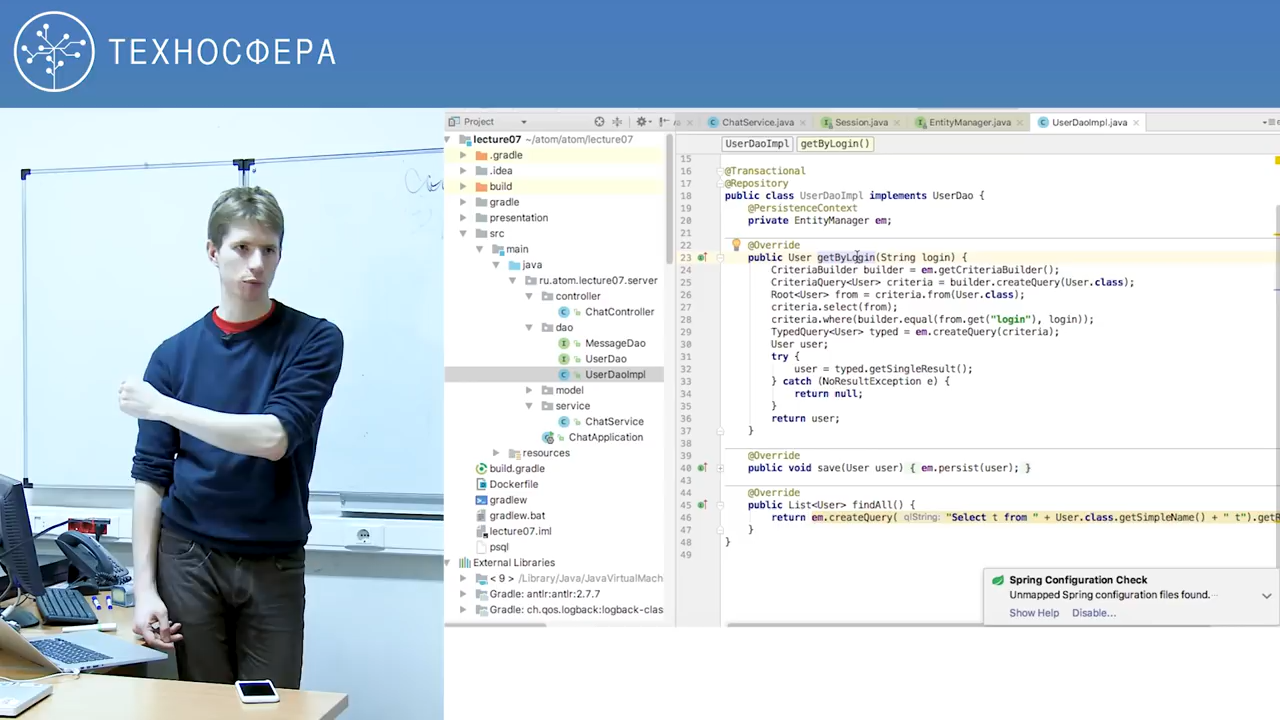 ТЕХНОСФЕРА
Project
ChatService.java
Session.java
EntityManager.java
UserDaoImpl.java
lecture07 ~/atom/atom/lecture07
.gradle
.idea
build
gradle
presentation
src
main
java
ru.atom.lecture07.server
controller
ChatController
dao
MessageDao
UserDao
UserDaoImpl
model
service
ChatService
ChatApplication
resources
build.gradle
Dockerfile
gradlew
gradlew.bat
lecture07.iml
psql
External Libraries
< 9 > /Library/Java/JavaVirtualMach
Gradle: antlr:antlr:2.7.7
Gradle: ch.qos.logback:logback-clas
UserDaoImpl
getByLogin()
15
16 @Transactional
17 @Repository
18 public class UserDaoImpl implements UserDao {
19 @PersistenceContext
20 private EntityManager em;
21
22 @Override
23 public User getByLogin(String login) {
24 CriteriaBuilder builder = em.getCriteriaBuilder();
25 CriteriaQuery<User> criteria = builder.createQuery(User.class);
26 Root<User> from = criteria.from(User.class);
27 criteria.select(from);
28 criteria.where(builder.equal(from.get("login"), login));
29 TypedQuery<User> typed = em.createQuery(criteria);
30 User user;
31 try {
32 user = typed.getSingleResult();
33 } catch (NoResultException e) {
34 return null;
35 }
36 return user;
37 }
38
39 @Override
40 public void save(User user) { em.persist(user); }
43
44 @Override
45 public List<User> findAll() {
46 return em.createQuery( qlString: "Select t from " + User.class.getSimpleName() + " t").getR
47 }
48 }
49
Spring Configuration Check
Unmapped Spring configuration files found.
Show Help Disable...